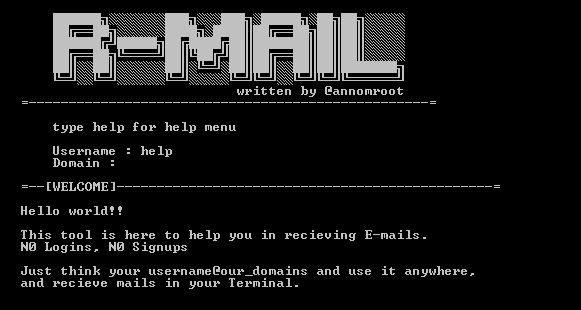 A-MAIL
written by @annomroot
=--------------------------------------------------=
type help for help menu
Username : help
Domain :
=--[WELCOME]-----------------------------------------------=
Hello world!!
This tool is here to help you in recieving E-mails.
N0 Logins, N0 Signups
Just think your username@our_domains and use it anywhere,
and recieve mails in your Terminal.